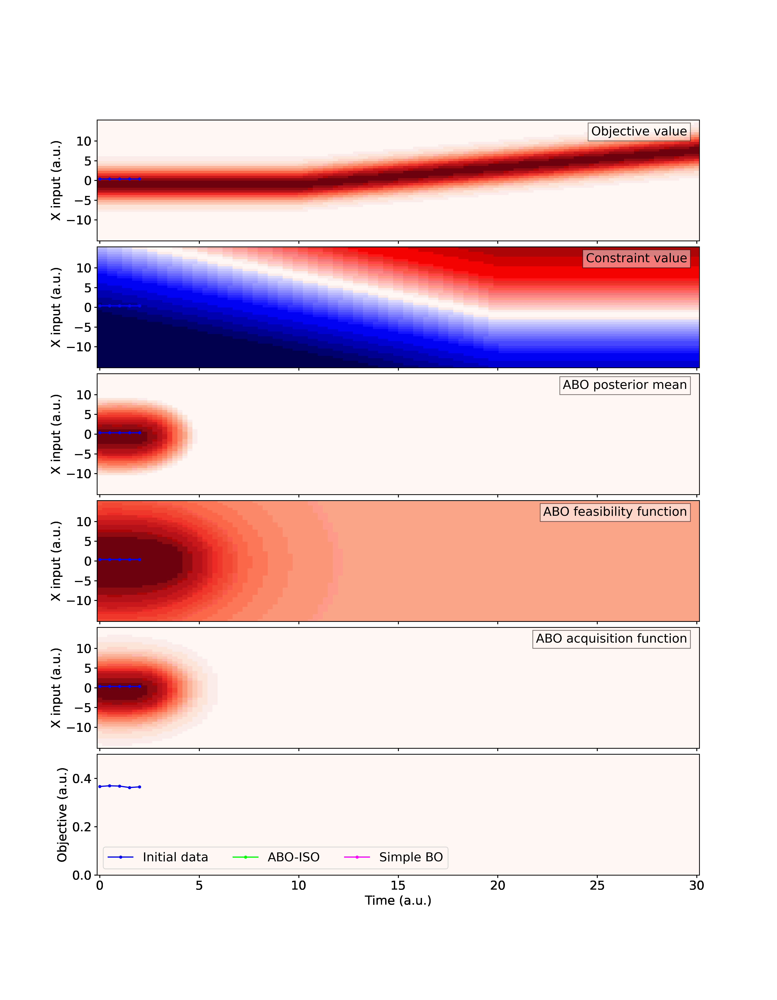 Objective value
X input (a.u.)
10
5
0
−5
−10
Constraint value
X input (a.u.)
10
5
0
−5
−10
ABO posterior mean
X input (a.u.)
10
5
0
−5
−10
ABO feasibility function
X input (a.u.)
10
5
0
−5
−10
ABO acquisition function
X input (a.u.)
10
5
0
−5
−10
Objective (a.u.)
0.4
0.2
0.0
Initial data ABO-ISO Simple BO
0 5 10 15 20 25 30
Time (a.u.)